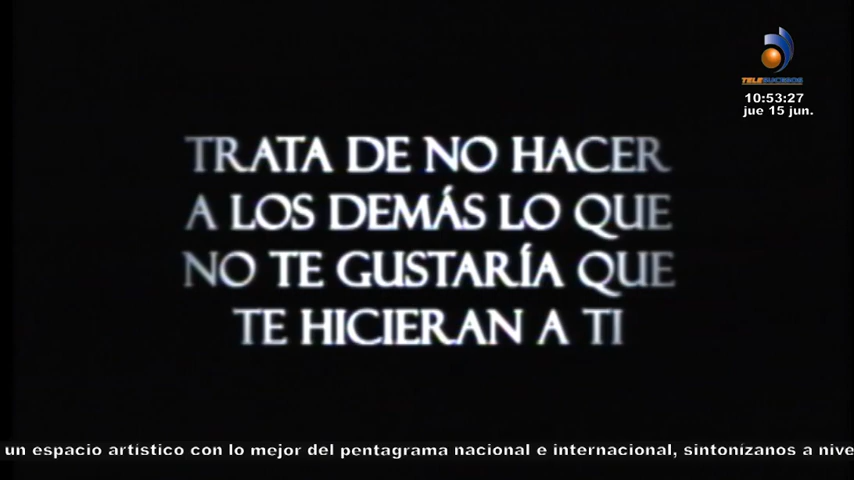 TELESUCESOS
10:53:27
jue 15 jun.
TRATA DE NO HACER
A LOS DEMÁS LO QUE
NO TE GUSTARÍA QUE
TE HICIERAN A TI
un espacio artístico con lo mejor del pentagrama nacional e internacional, sintonízanos a nive